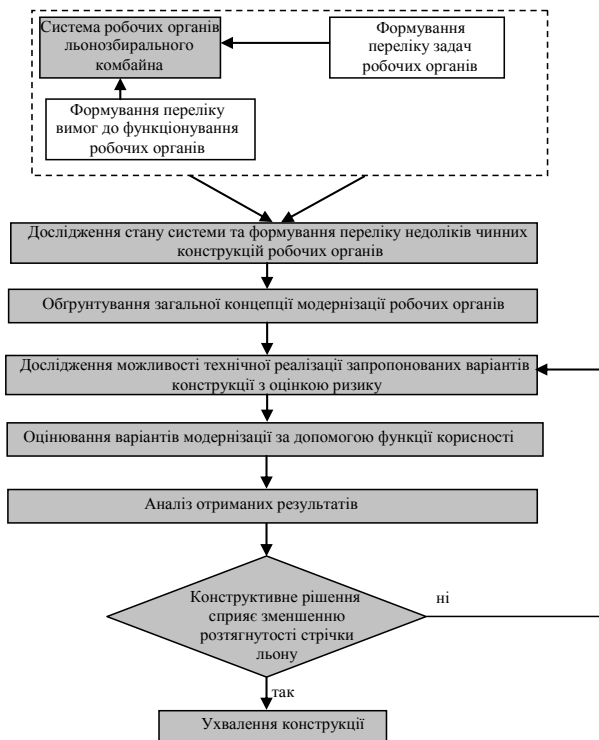 Система робочих органів
льонозбирального
комбайна
Формування
переліку задач
робочих органів
Формування переліку
вимог до функціонування
робочих органів
Дослідження стану системи та формування переліку недоліків чинних
конструкцій робочих органів
Обґрунтування загальної концепції модернізації робочих органів
Дослідження можливості технічної реалізації запропонованих варіантів
конструкції з оцінкою ризику
Оцінювання варіантів модернізації за допомогою функції корисності
Аналіз отриманих результатів
Конструктивне рішення
сприяє зменшенню
розтягнутості стрічки
льону
ні
так
Ухвалення конструкції